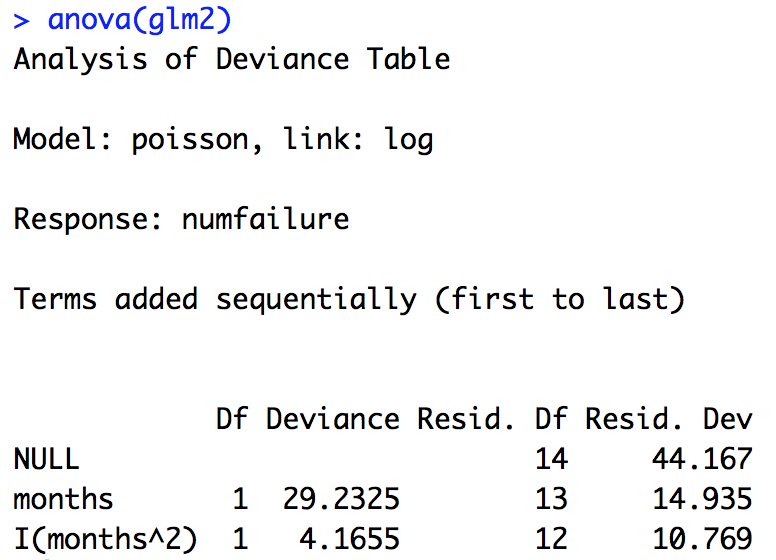 > anova(glm2)
Analysis of Deviance Table
Model: poisson, link: log
Response: numfailure
Terms added sequentially (first to last)
Df Deviance Resid. Df Resid. Dev
NULL 14 44.167
months 1 29.2325 13 14.935
I(months^2) 1 4.1655 12 10.769